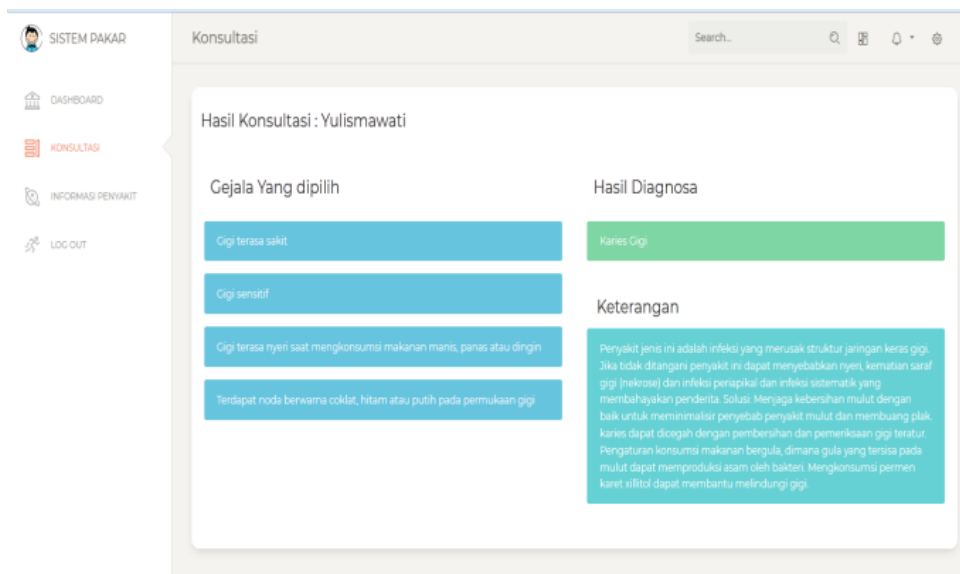 SISTEM PAKAR
Konsultasi
Search...
DASHBOARD
KONSULTASI
INFORMASI PENYAKIT
LOG OUT
Hasil Konsultasi : Yulismawati
Gejala Yang dipilih
Gigi terasa sakit
Gigi sensitif
Gigi terasa nyeri saat mengkonsumsi makanan manis, panas atau dingin
Terdapat noda berwarna coklat, hitam atau putih pada permukaan gigi
Hasil Diagnosa
Karies Gigi
Keterangan
Penyakit jenis ini adalah infeksi yang merusak struktur jaringan keras gigi.
Jika tidak ditangani penyakit ini dapat menyebabkan nyeri, kematian saraf
gigi (nekrose) dan infeksi periapikal dan infeksi sistematik yang
membahayakan penderita. Solusi: Menjaga kebersihan mulut dengan
baik untuk meminimalisir penyebab penyakit mulut dan membuang plak.
karies dapat dicegah dengan pembersihan dan pemeriksaan gigi teratur.
Pengaturan konsumsi makanan bergula, dimana gula yang tersisa pada
mulut dapat memproduksi asam oleh bakteri. Mengkonsumsi permen
karet xillitol dapat membantu melindungi gigi.